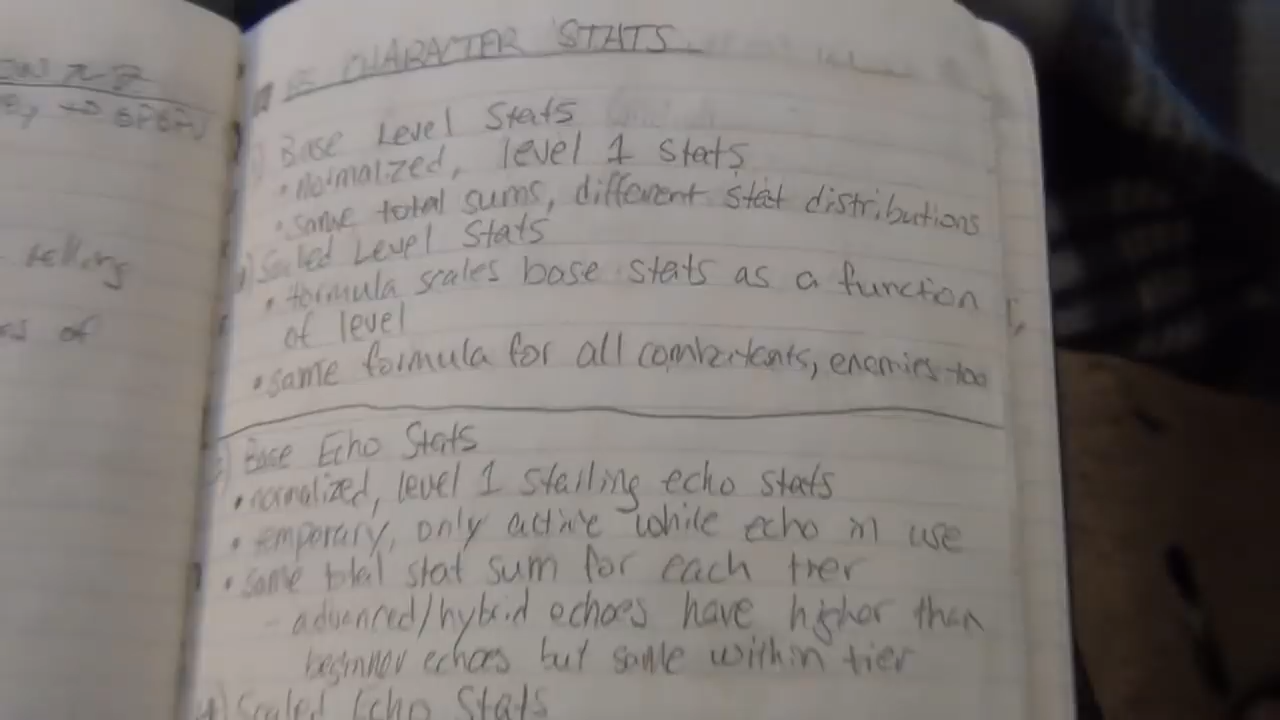 CHARACTER STATS
Base Level Stats
• normalized, level 1 stats
• same total sums, different stat distributions
Scaled Level Stats
• formula scales base stats as a function
of level
• same formula for all combatants, enemies too
Base Echo Stats
• normalized, level 1 echo stats
• temporary, only active while echo in use
• same total stat sum for each tier
- advanced/hybrid echoes have higher than
beginner echoes but same within tier
4) Scaled Echo Stats
telling
of